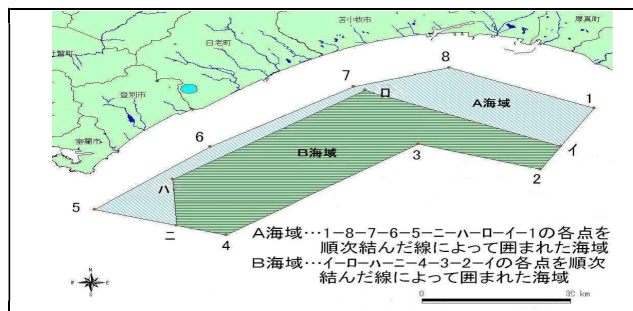 苫小牧市
厚真町
白老町
登別市
室蘭市
8
7
ロ
A海域
1
イ
6
3
B海域
2
ハ
5
ニ
4
A海域…1-8-7-6-5-ニ-ハ-ロ-イ-1の各点を
順次結んだ線によって囲まれた海域
B海域…イ-ロ-ハ-ニ-4-3-2-イの各点を順次
結んだ線によって囲まれた海域
N
W
E
S
0
30 km